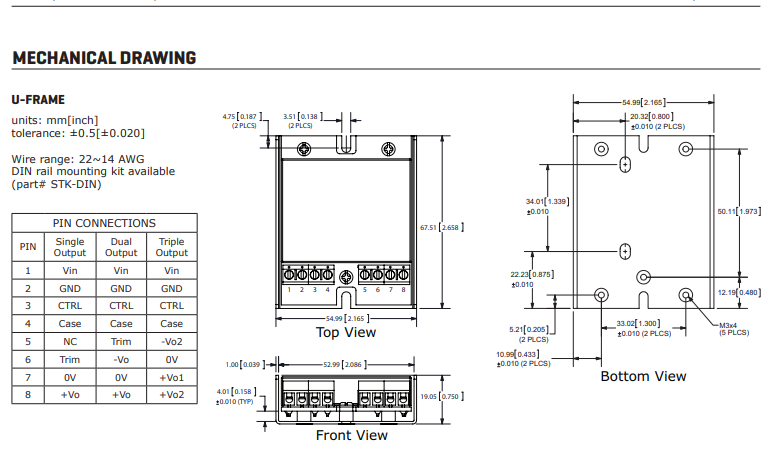 MECHANICAL DRAWING
U-FRAME
units: mm[inch]
tolerance: ±0.5[±0.020]
Wire range: 22~14 AWG
DIN rail mounting kit available
(part# STK-DIN)
PIN CONNECTIONS
PIN Single Output Dual Output Triple Output
1 Vin Vin Vin
2 GND GND GND
3 CTRL CTRL CTRL
4 Case Case Case
5 NC Trim -Vo2
6 Trim -Vo 0V
7 0V 0V +Vo1
8 +Vo +Vo +Vo2
4.75[0.187]
(2 PLCS)
3.51[0.138]
(2 PLCS)
67.51[2.658]
1 2 3 4 5 6 7 8
54.99[2.165]
Top View
1.00[0.039]
52.99[2.086]
4.01[0.158]
±0.010 (TYP)
19.05[0.750]
Front View
54.99[2.165]
20.32[0.800]
±0.010 (2 PLCS)
34.01[1.339]
±0.010
50.11[1.973]
22.23[0.875]
±0.010
12.19[0.480]
5.21[0.205]
(2 PLCS)
33.02[1.300]
±0.010 (2 PLCS)
M3x4
(5 PLCS)
10.99[0.433]
±0.010 (2 PLCS)
Bottom View